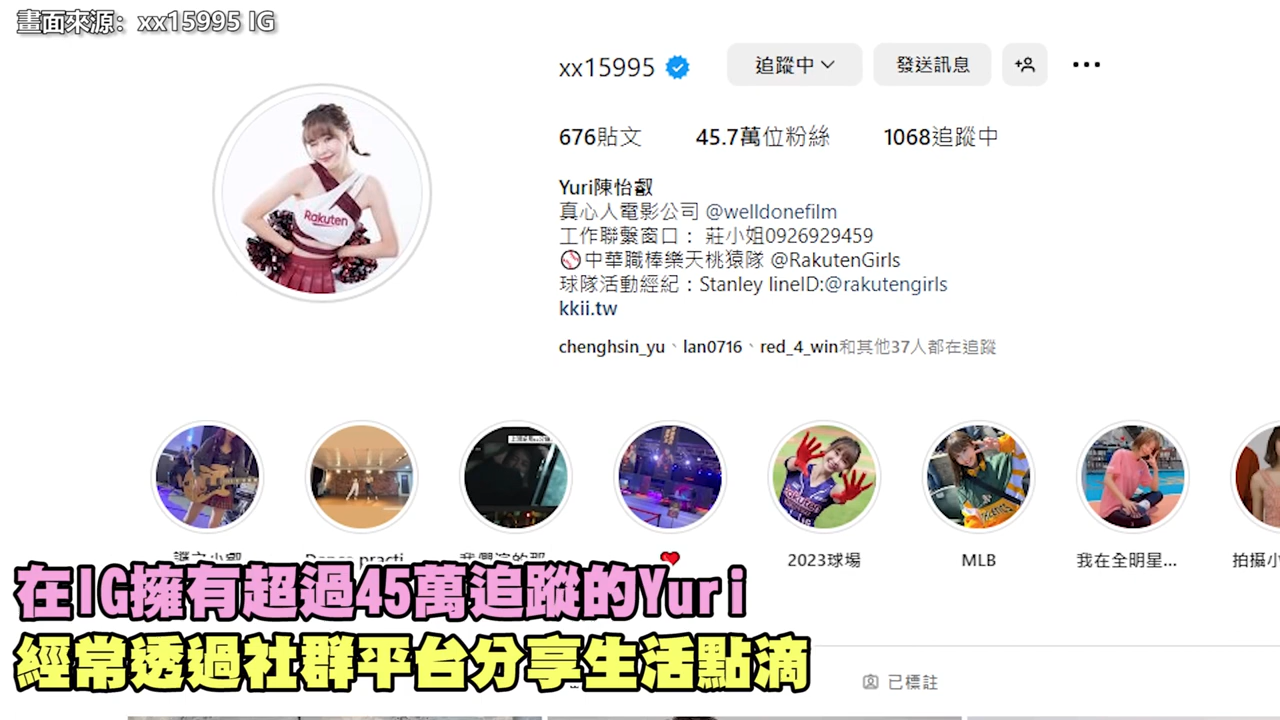 畫面來源：xx15995 IG
xx15995
追蹤中
發送訊息
676貼文
45.7萬位粉絲
1068追蹤中
Yuri陳怡叡
真心人電影公司 @welldonefilm
工作聯繫窗口： 莊小姐0926929459
中華職棒樂天桃猿隊 @RakutenGirls
球隊活動經紀：Stanley lineID:@rakutengirls
kkii.tw
chenghsin_yu、lan0716、red_4_win和其他37人都在追蹤
Rakuten
Rakuten
Dance practi...
2023球場
MLB
我在全明星...
拍攝小
在IG擁有超過45萬追蹤的Yuri
經常透過社群平台分享生活點滴
已標註